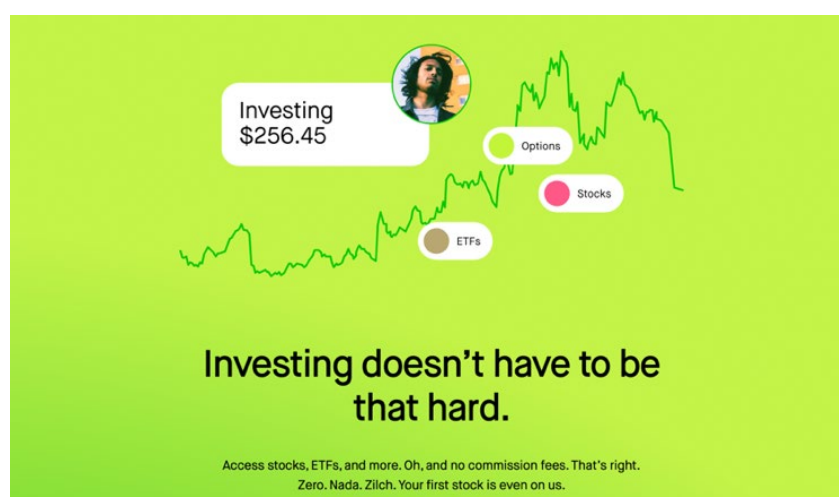 Investing
$256.45
Options
Stocks
ETFs
Investing doesn’t have to be
that hard.
Access stocks, ETFs, and more. Oh, and no commission fees. That’s right.
Zero. Nada. Zilch. Your first stock is even on us.